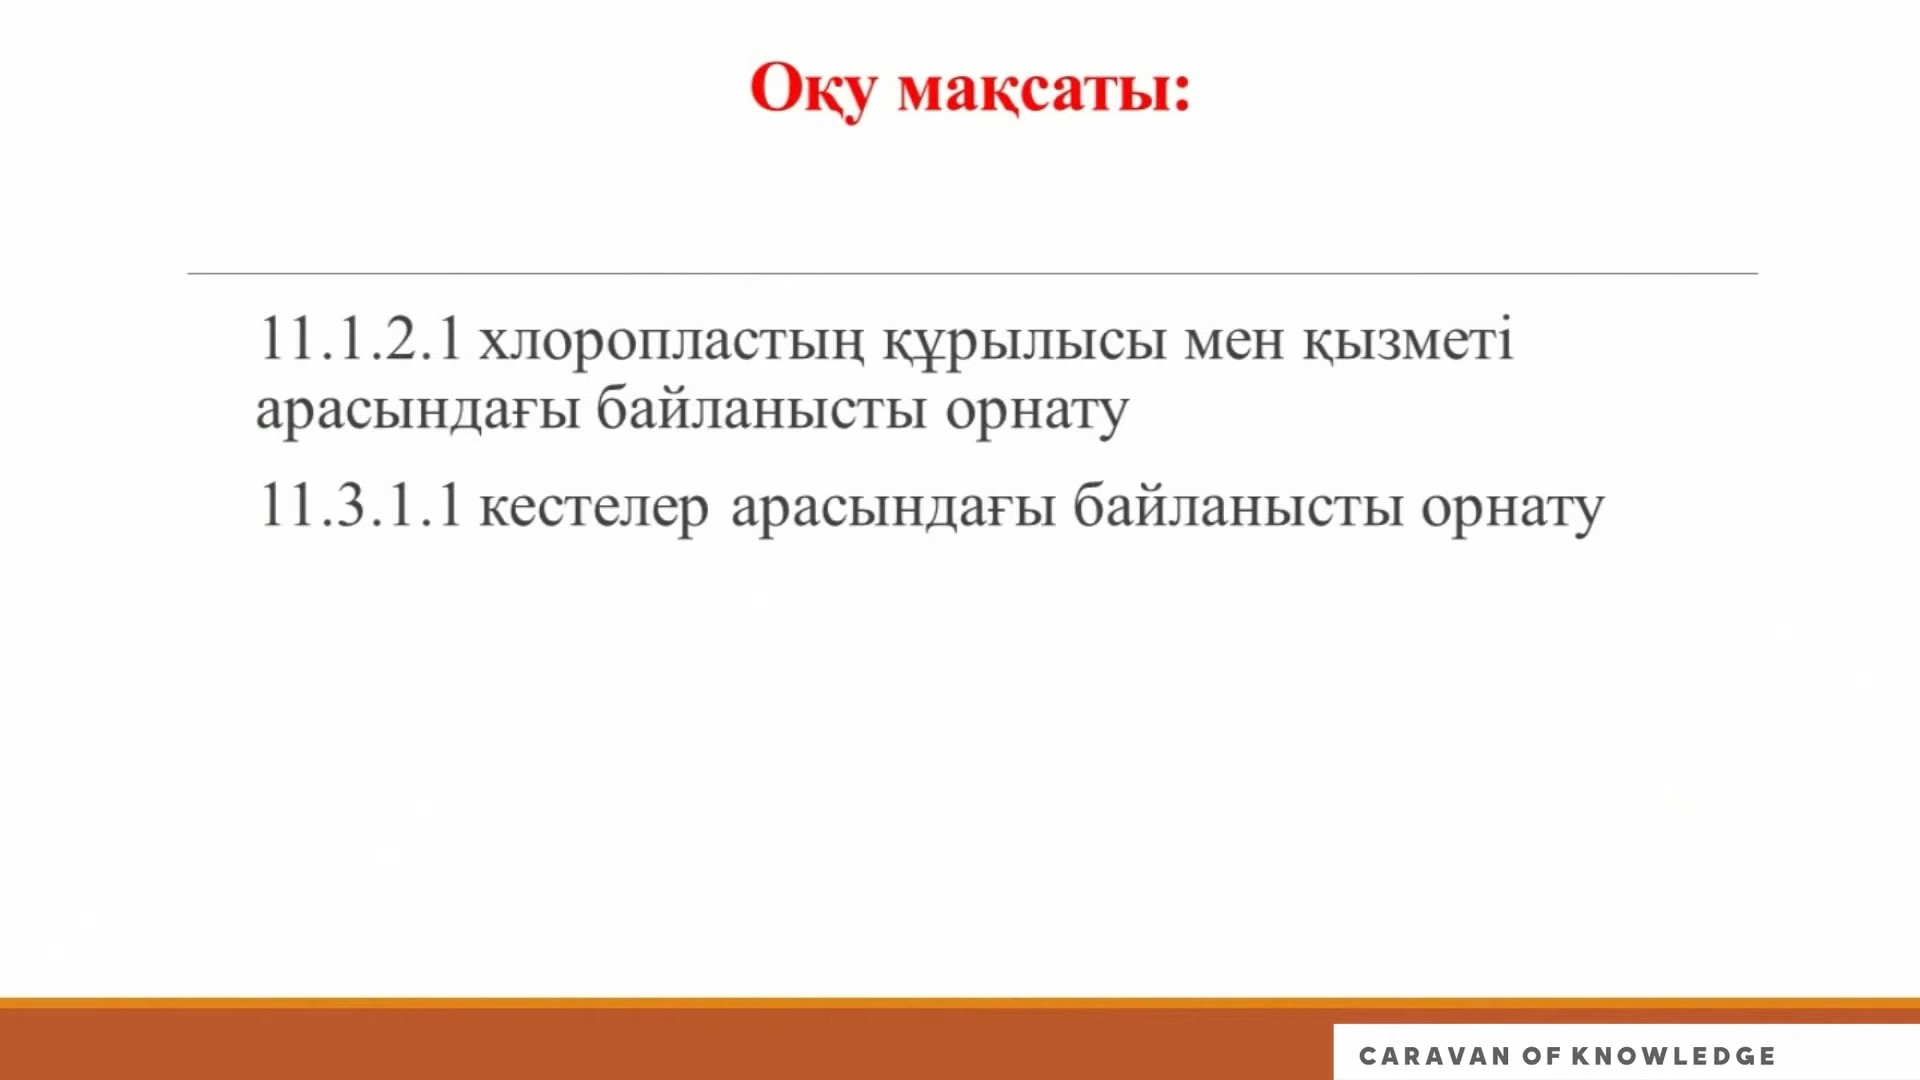 Оқу мақсаты:
11.1.2.1 хлоропластың құрылысы мен қызметі
арасындағы байланысты орнату
11.3.1.1 кестелер арасындағы байланысты орнату
CARAVAN OF KNOWLEDGE